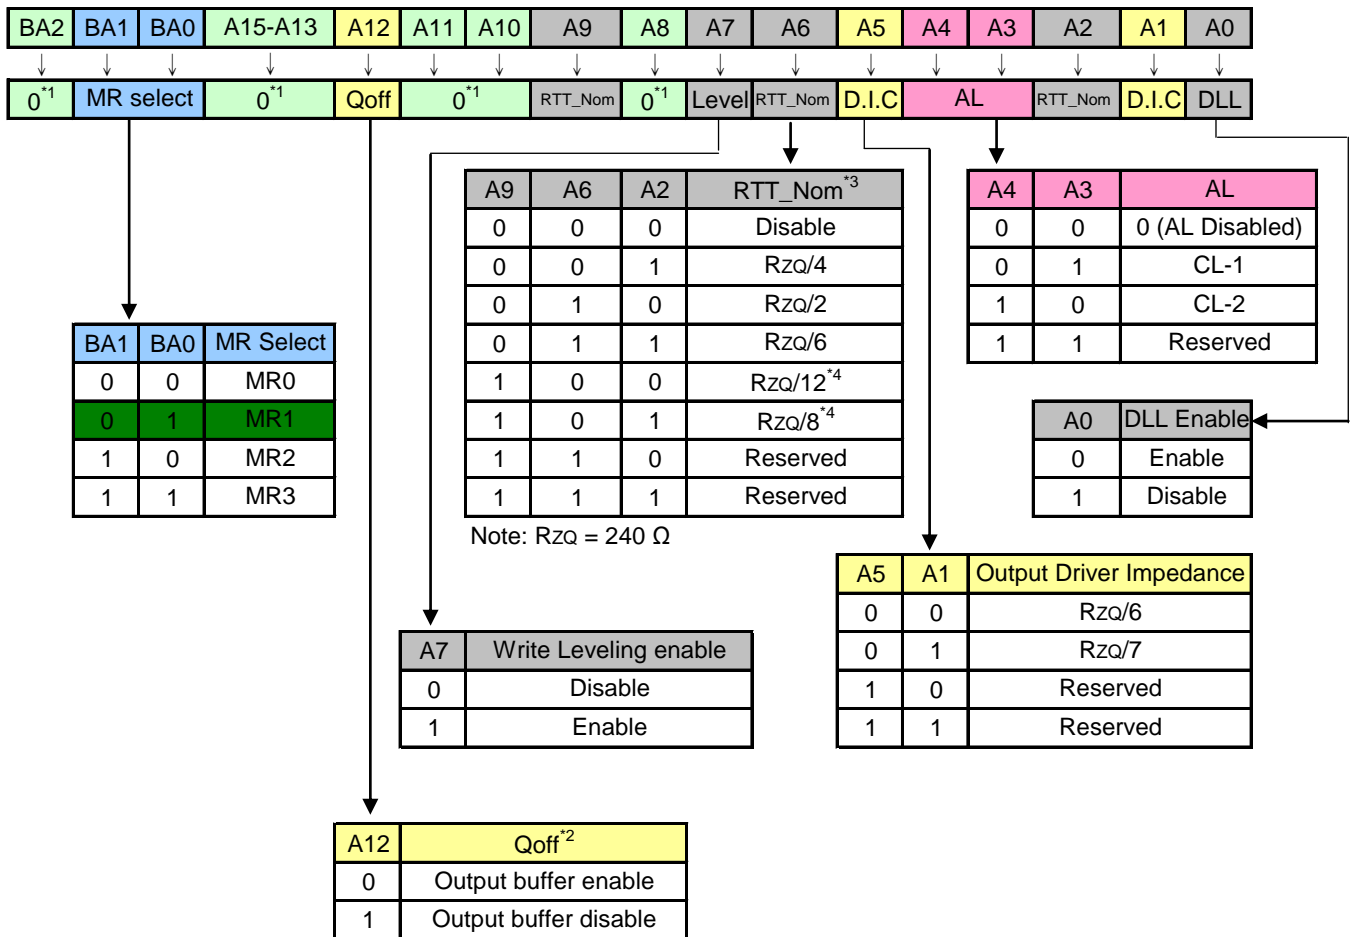 BA2 BA1 BA0 A15-A13 A12 A11 A10 A9 A8 A7 A6 A5 A4 A3 A2 A1 A0
0*1 MR select 0*1 Qoff 0*1 RTT_Nom 0*1 Level RTT_Nom D.I.C AL RTT_Nom D.I.C DLL
A9 A6 A2 RTT_Nom*3
0 0 0 Disable
0 0 1 RZQ/4
0 1 0 RZQ/2
0 1 1 RZQ/6
1 0 0 RZQ/12*4
1 0 1 RZQ/8*4
1 1 0 Reserved
1 1 1 Reserved
Note: RZQ = 240 Ω
A4 A3 AL
0 0 0 (AL Disabled)
0 1 CL-1
1 0 CL-2
1 1 Reserved
BA1 BA0 MR Select
0 0 MR0
0 1 MR1
1 0 MR2
1 1 MR3
A0 DLL Enable
0 Enable
1 Disable
A5 A1 Output Driver Impedance
0 0 RZQ/6
0 1 RZQ/7
1 0 Reserved
1 1 Reserved
A7 Write Leveling enable
0 Disable
1 Enable
A12 Qoff*2
0 Output buffer enable
1 Output buffer disable